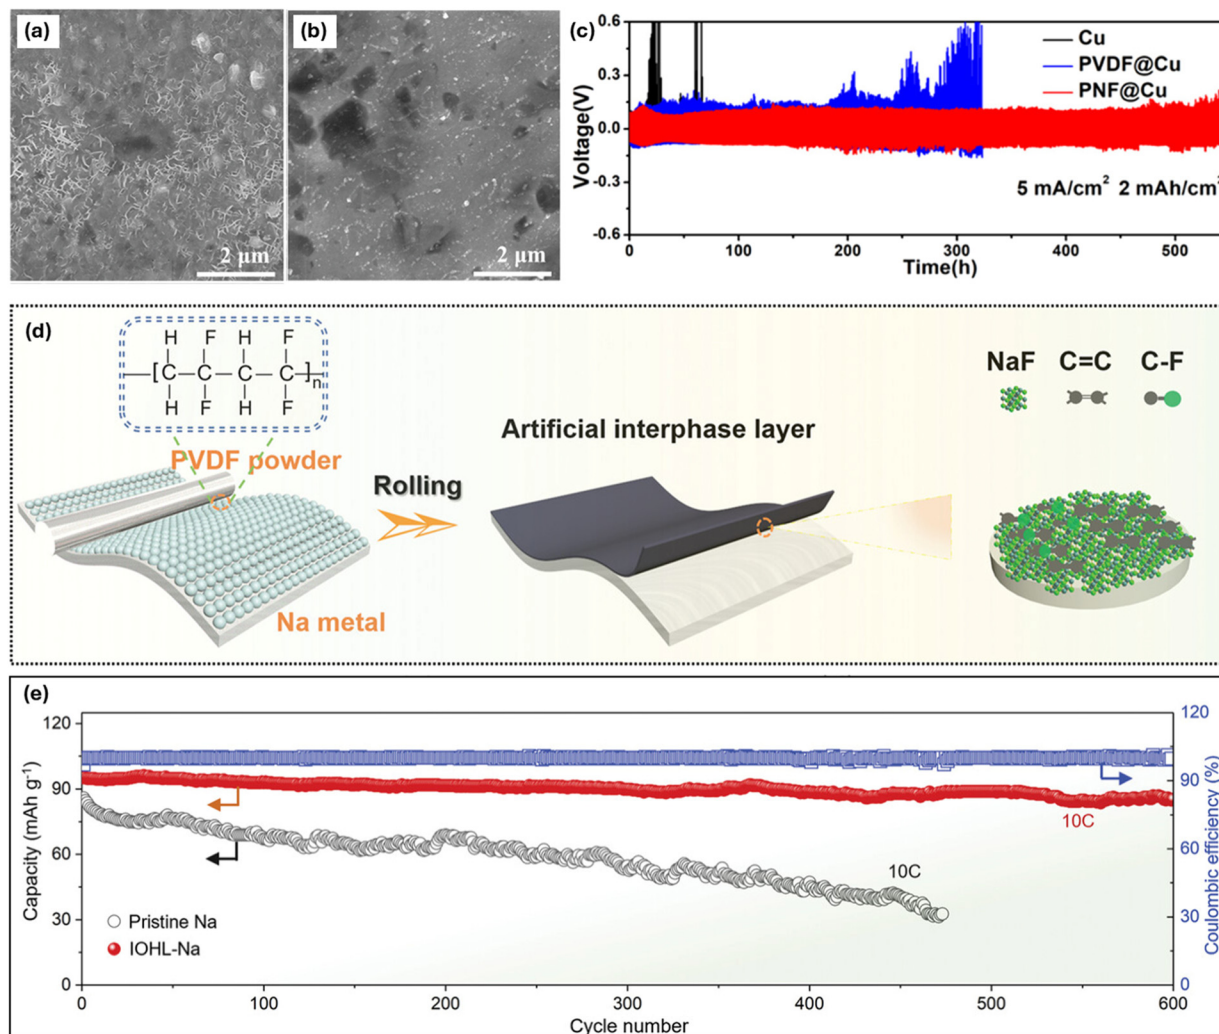 (a)
2 μm
(b)
2 μm
(c)
0.6
0.3
0.0
-0.3
-0.6
Voltage(V)
Cu
PVDF@Cu
PNF@Cu
5 mA/cm² 2 mAh/cm²
0 100 200 300 400 500
Time(h)
(d)
H F H F
[C C C C]n
H F H F
PVDF powder
Na metal
Rolling
Artificial interphase layer
NaF C=C C-F
(e)
120
90
60
30
0
Capacity (mAh g⁻¹)
Pristine Na
IOHL-Na
10C
10C
120
90
60
30
0
Coulombic efficiency (%)
0 100 200 300 400 500 600
Cycle number